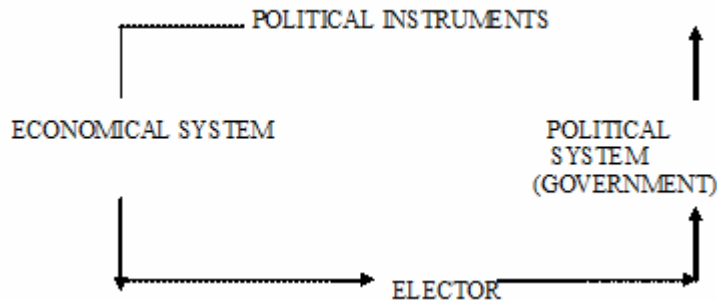 POLITICAL INSTRUMENTS
ECONOMICAL SYSTEM
POLITICAL
SYSTEM
(GOVERNMENT)
ELECTOR